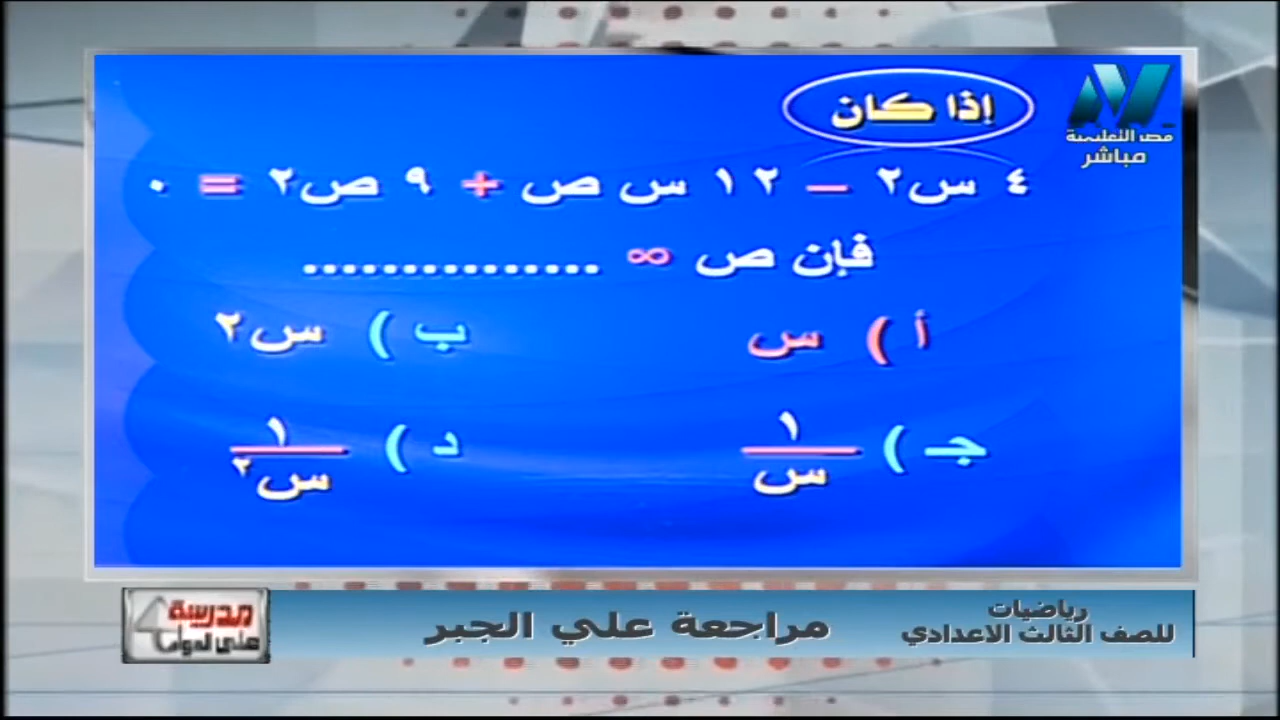 مصر التعليمية
مباشر
إذا كان
٤ س٢ – ١٢ س ص + ٩ ص٢ = ٠
فإن ص ∞ ...............
أ ) س
ب ) س٢
جـ ) ١/س
د ) ١/س٢
رياضيات
للصف الثالث الاعدادي
مراجعة علي الجبر
مدرسة
على الهواء